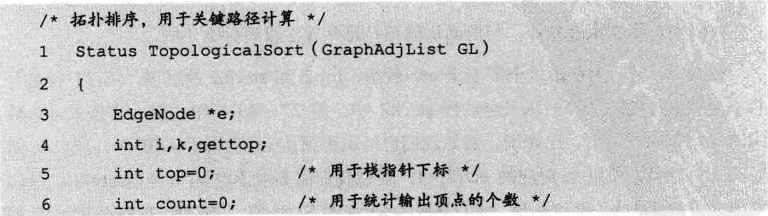 /* 拓扑排序，用于关键路径计算 */
1 Status TopologicalSort(GraphAdjList GL)
2 {
3 EdgeNode *e;
4 int i,k,gettop;
5 int top=0; /* 用于栈指针下标 */
6 int count=0; /* 用于统计输出顶点的个数 */